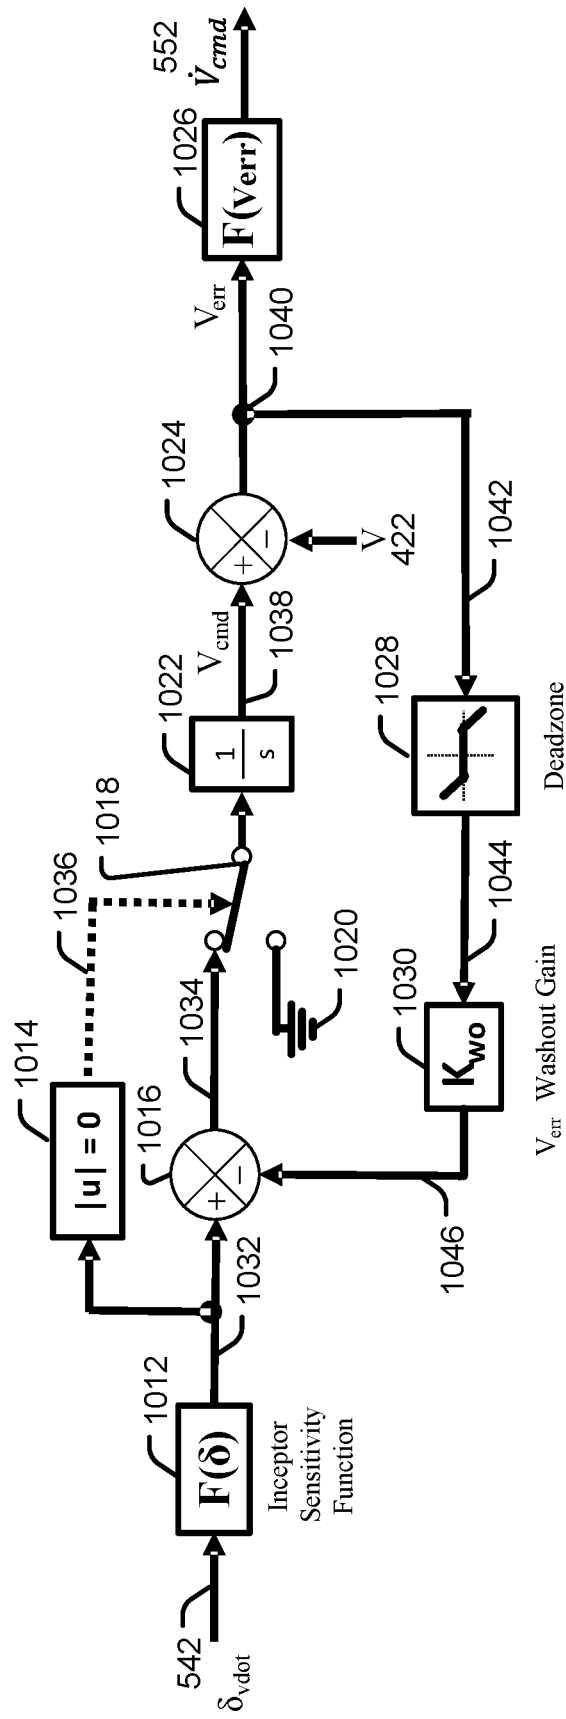 542
δvdot
F(δ)
1012
Inceptor
Sensitivity
Function
1032
|u| = 0
1014
1036
+
−
1016
1034
1018
1020
1
s
1022
Vcmd
1038
+
−
1024
V
422
1040
Verr
F(Verr)
1026
552
V̇cmd
1042
1028
Deadzone
1044
Kwo
1030
Verr Washout Gain
1046